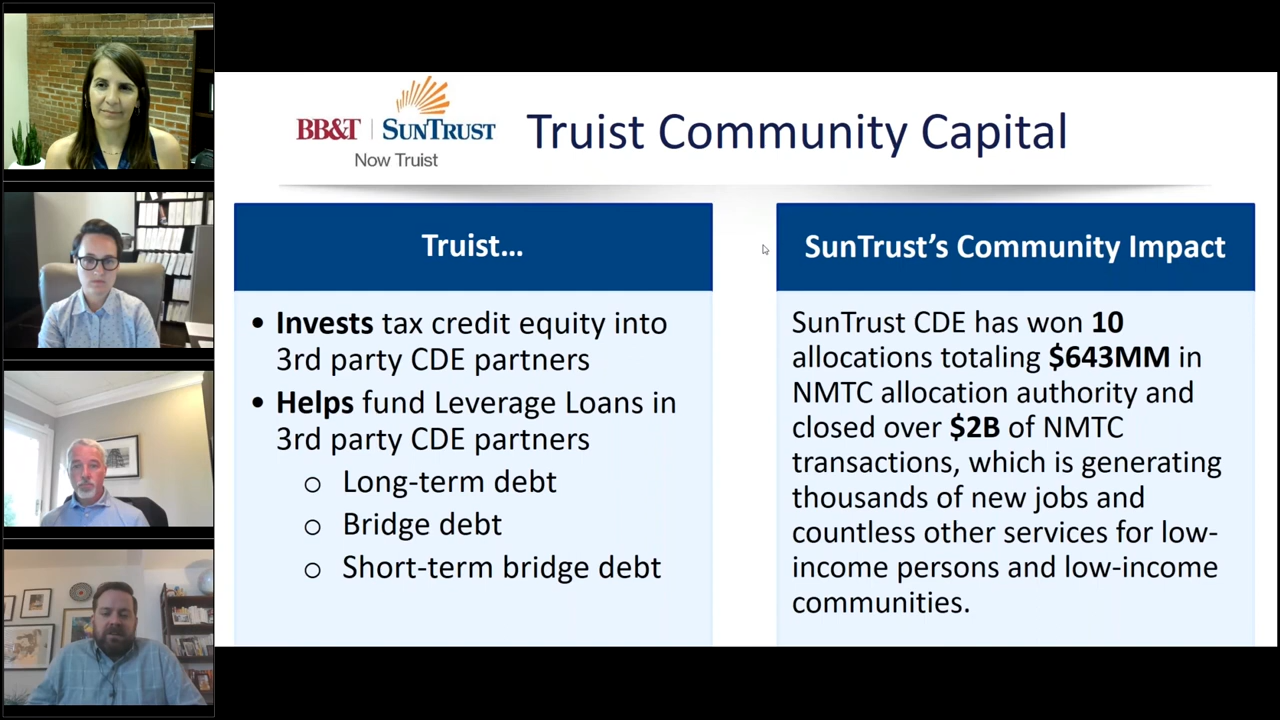 BB&T | SUNTRUST
Now Truist
Truist Community Capital
Truist...
• Invests tax credit equity into
3rd party CDE partners
• Helps fund Leverage Loans in
3rd party CDE partners
o Long-term debt
o Bridge debt
o Short-term bridge debt
SunTrust’s Community Impact
SunTrust CDE has won 10
allocations totaling $643MM in
NMTC allocation authority and
closed over $2B of NMTC
transactions, which is generating
thousands of new jobs and
countless other services for low-
income persons and low-income
communities.